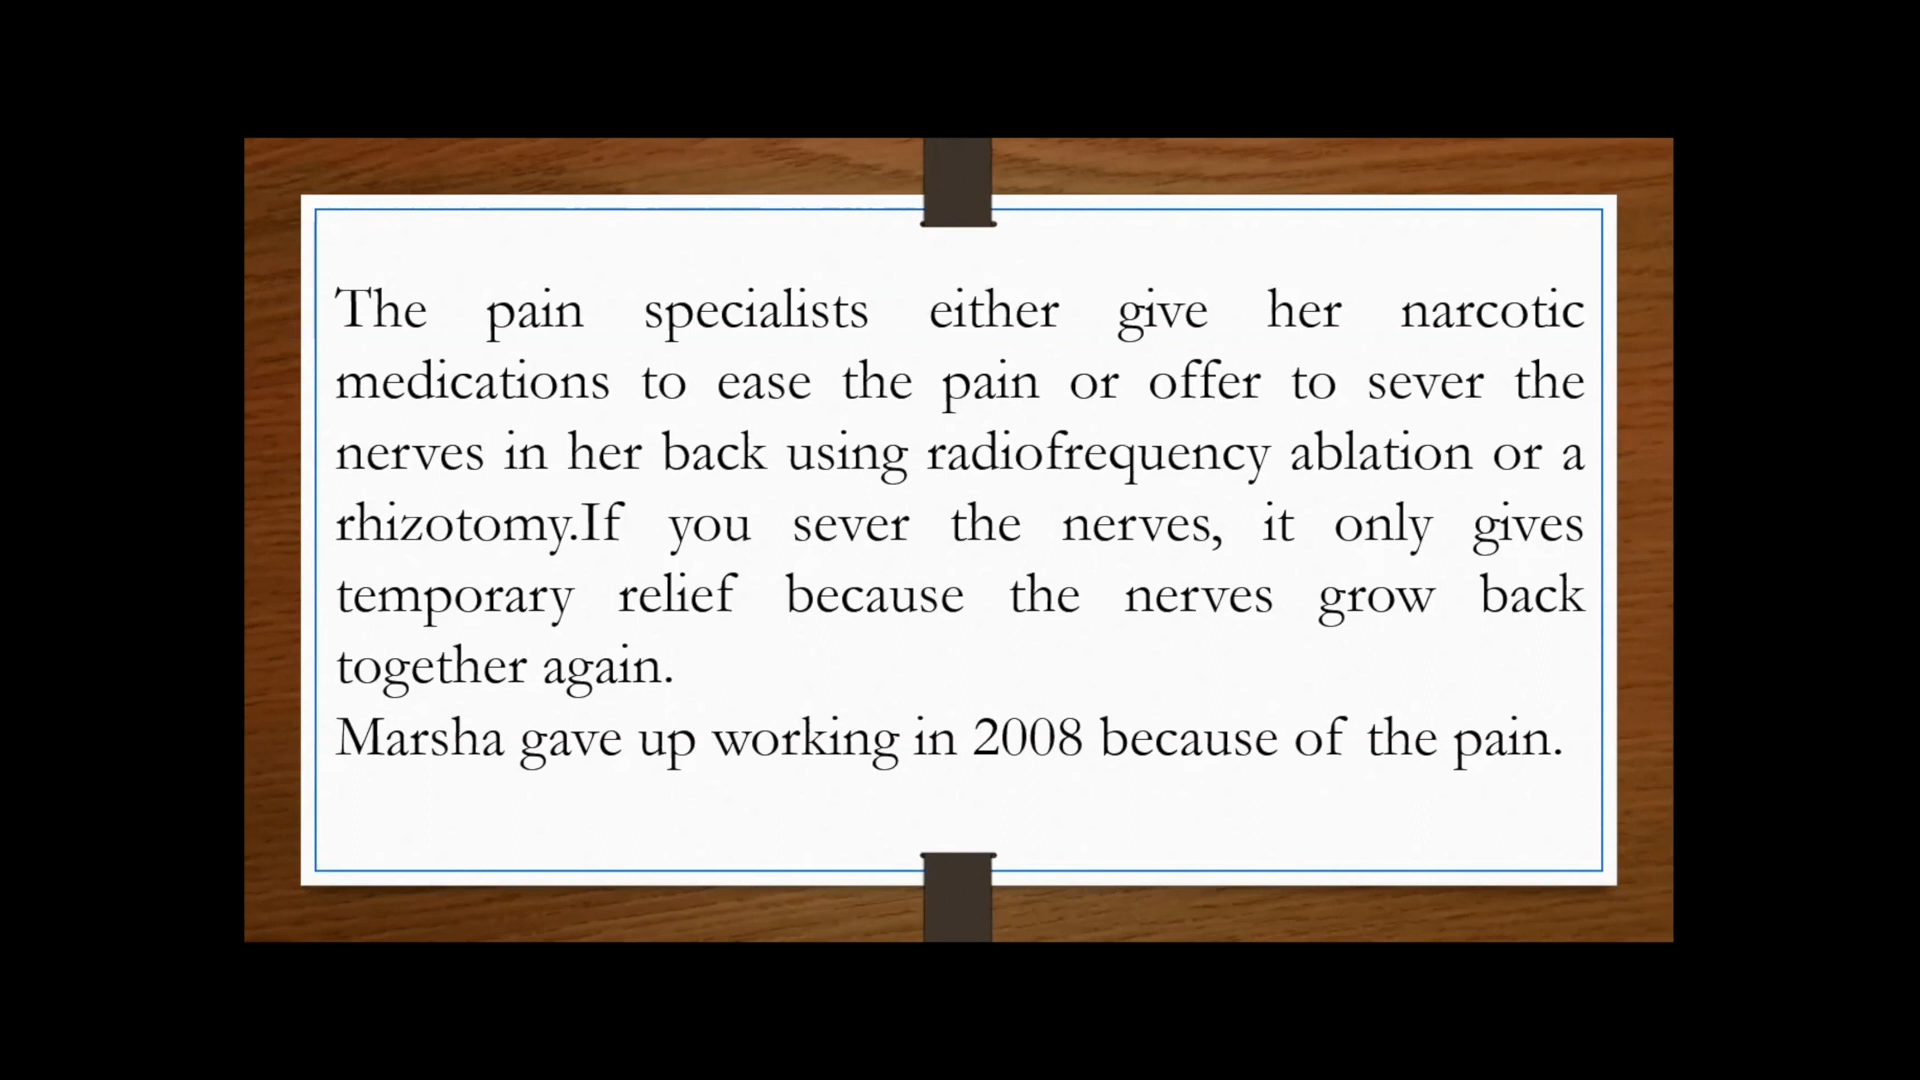 The pain specialists either give her narcotic
medications to ease the pain or offer to sever the
nerves in her back using radiofrequency ablation or a
rhizotomy.If you sever the nerves, it only gives
temporary relief because the nerves grow back
together again.
Marsha gave up working in 2008 because of the pain.